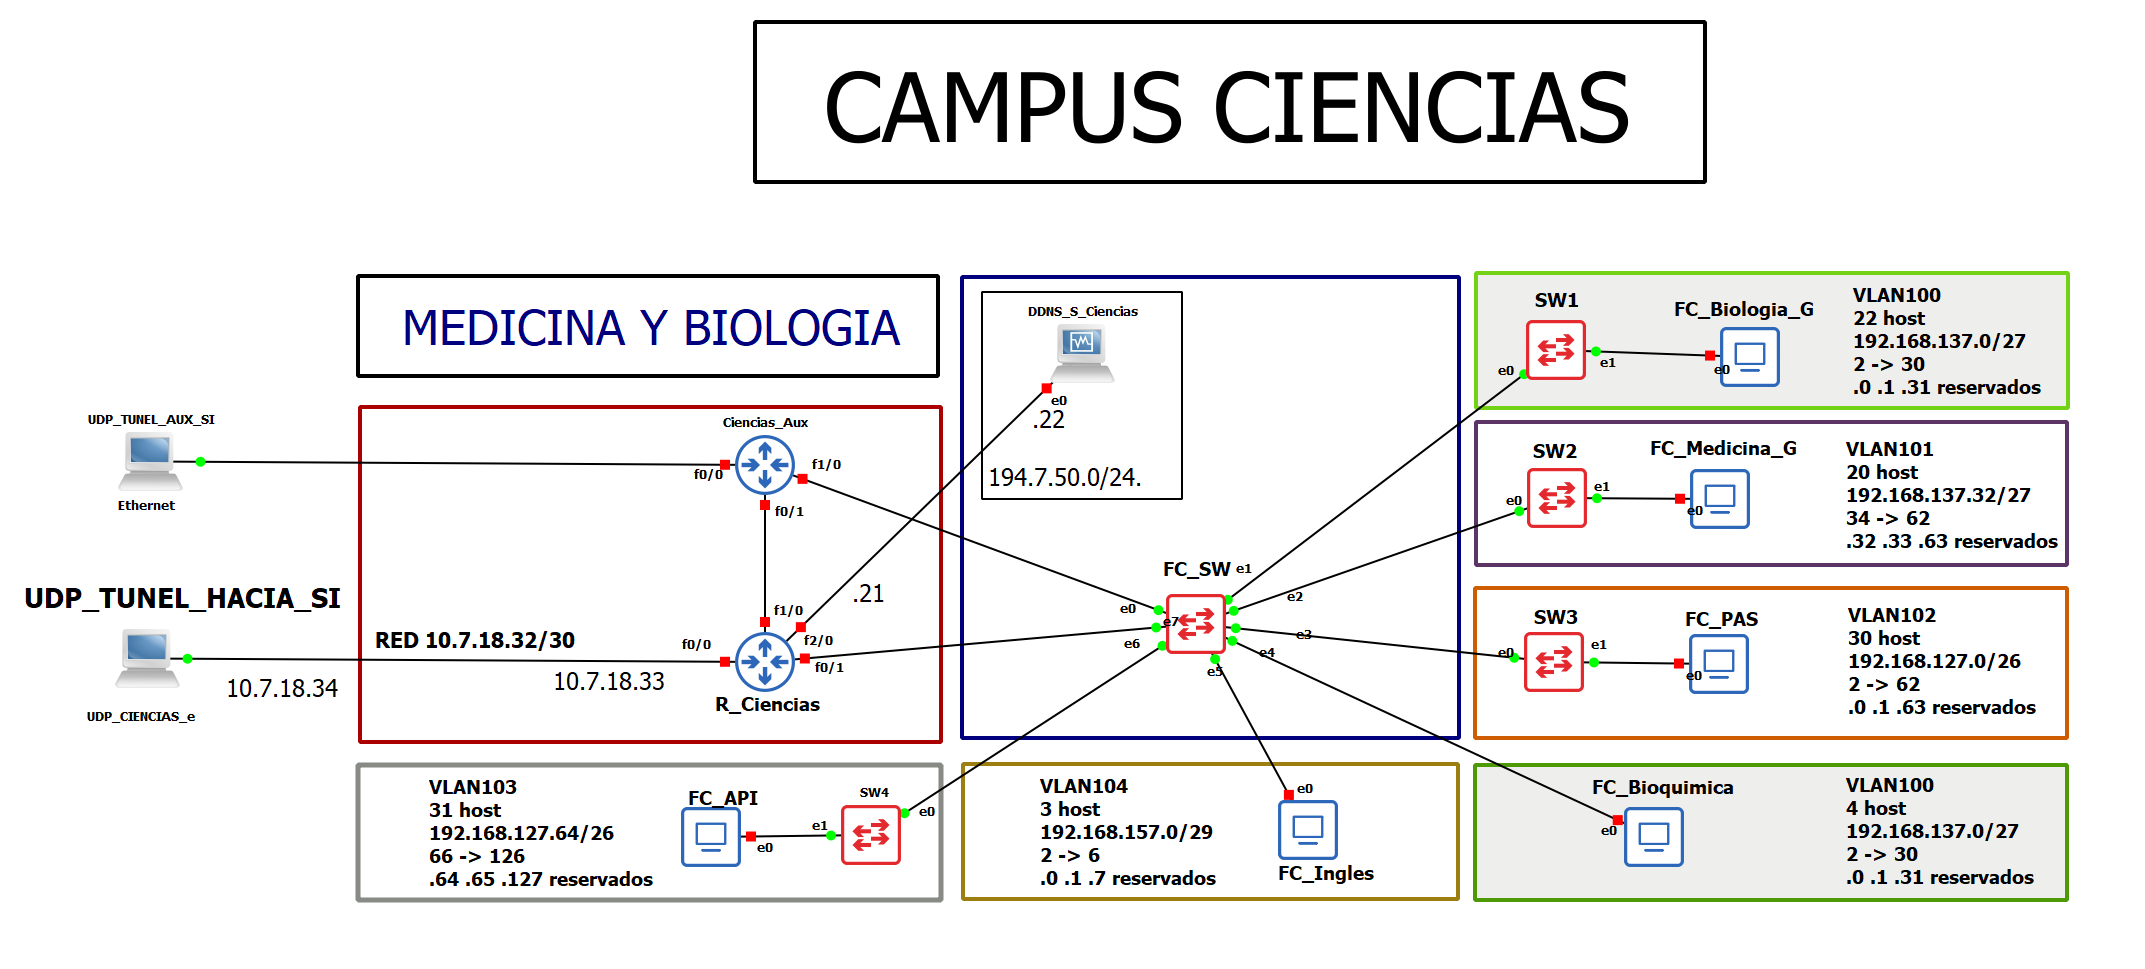 CAMPUS CIENCIAS
MEDICINA Y BIOLOGIA
UDP_TUNEL_AUX_SI
Ethernet
UDP_TUNEL_HACIA_SI
UDP_CIENCIAS_e
10.7.18.34
Ciencias_Aux
f0/0
f1/0
f0/1
RED 10.7.18.32/30
10.7.18.33
f0/0
f1/0
f2/0
f0/1
R_Ciencias
.21
DDNS_S_Ciencias
e0
.22
194.7.50.0/24.
FC_SW
e0
e1
e2
e3
e4
e5
e6
e7
SW1
e0
e1
FC_Biologia_G
e0
VLAN100
22 host
192.168.137.0/27
2 -> 30
.0 .1 .31 reservados
SW2
e0
e1
FC_Medicina_G
e0
VLAN101
20 host
192.168.137.32/27
34 -> 62
.32 .33 .63 reservados
SW3
e0
e1
FC_PAS
e0
VLAN102
30 host
192.168.127.0/26
2 -> 62
.0 .1 .63 reservados
VLAN103
31 host
192.168.127.64/26
66 -> 126
.64 .65 .127 reservados
FC_API
e0
SW4
e1
e0
VLAN104
3 host
192.168.157.0/29
2 -> 6
.0 .1 .7 reservados
e0
FC_Ingles
FC_Bioquimica
e0
VLAN100
4 host
192.168.137.0/27
2 -> 30
.0 .1 .31 reservados